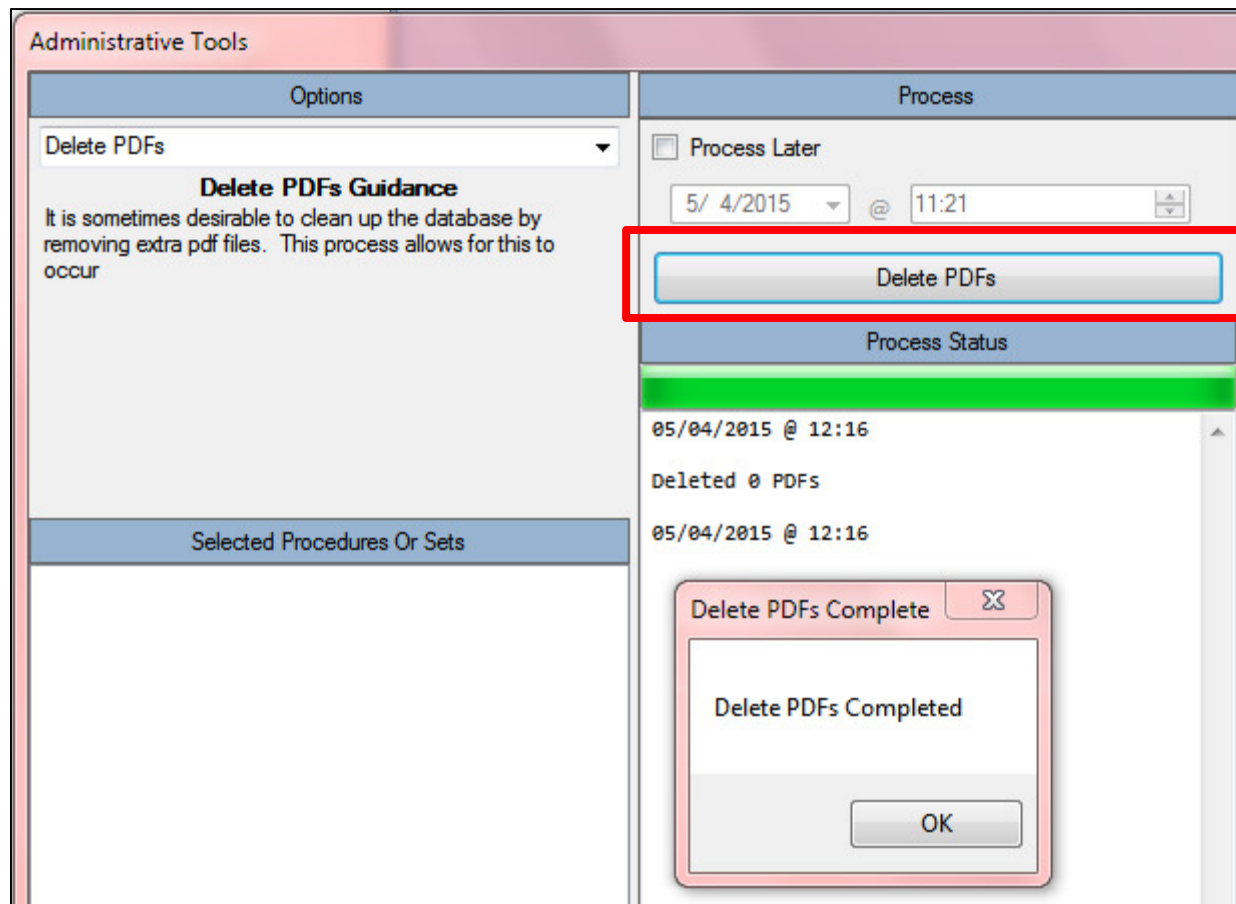 Administrative Tools
Options
Delete PDFs
Delete PDFs Guidance
It is sometimes desirable to clean up the database by
removing extra pdf files.  This process allows for this to
occur
Selected Procedures Or Sets
Process
Process Later
5/ 4/2015 @ 11:21
Delete PDFs
Process Status
05/04/2015 @ 12:16
Deleted 0 PDFs
05/04/2015 @ 12:16
Delete PDFs Complete
Delete PDFs Completed
OK